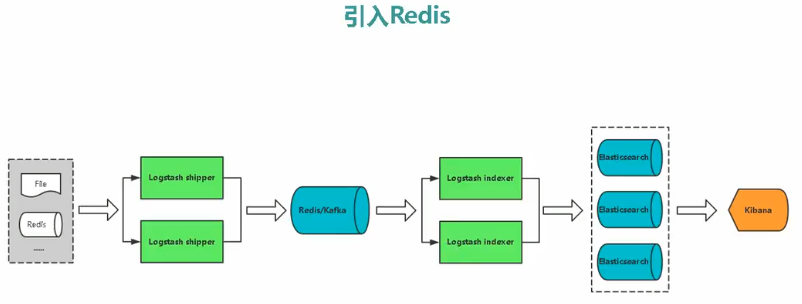 引入Redis
File
Redis
......
Logstash shipper
Logstash shipper
Redis/Kafka
Logstash indexer
Logstash indexer
Elasticsearch
Elasticsearch
Elasticsearch
Kibana